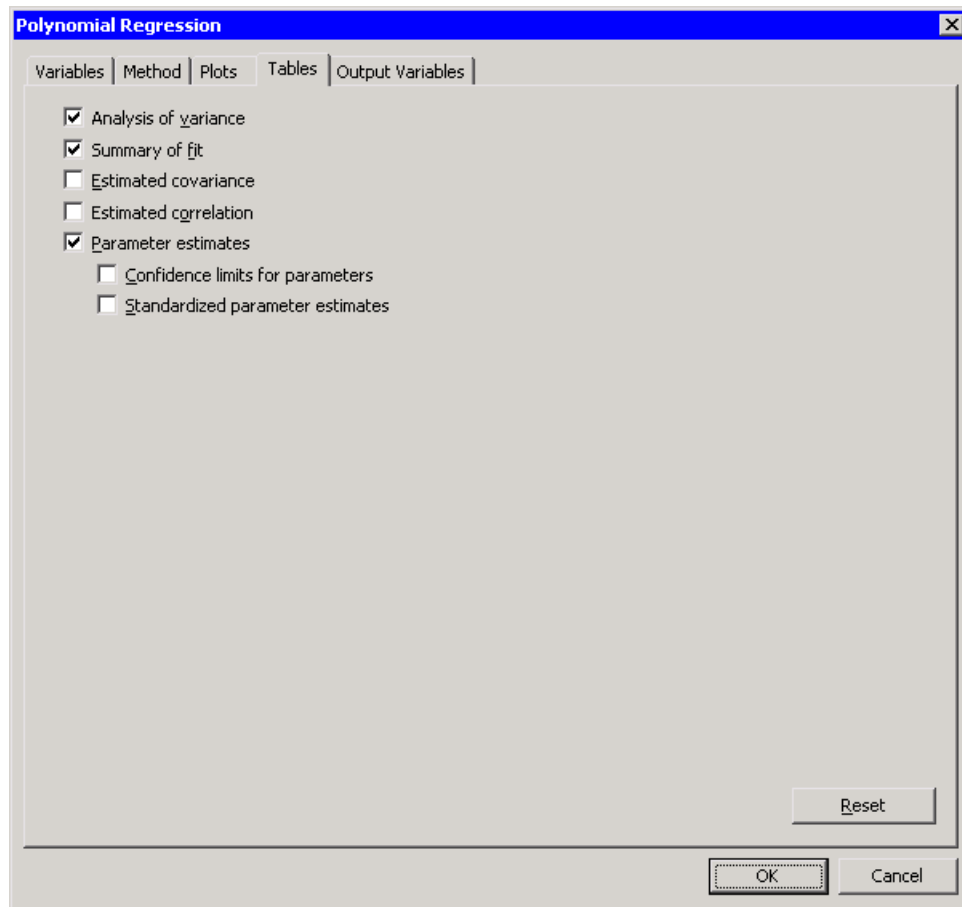 Polynomial Regression
Variables Method Plots Tables Output Variables
Analysis of variance
Summary of fit
Estimated covariance
Estimated correlation
Parameter estimates
Confidence limits for parameters
Standardized parameter estimates
Reset
OK Cancel